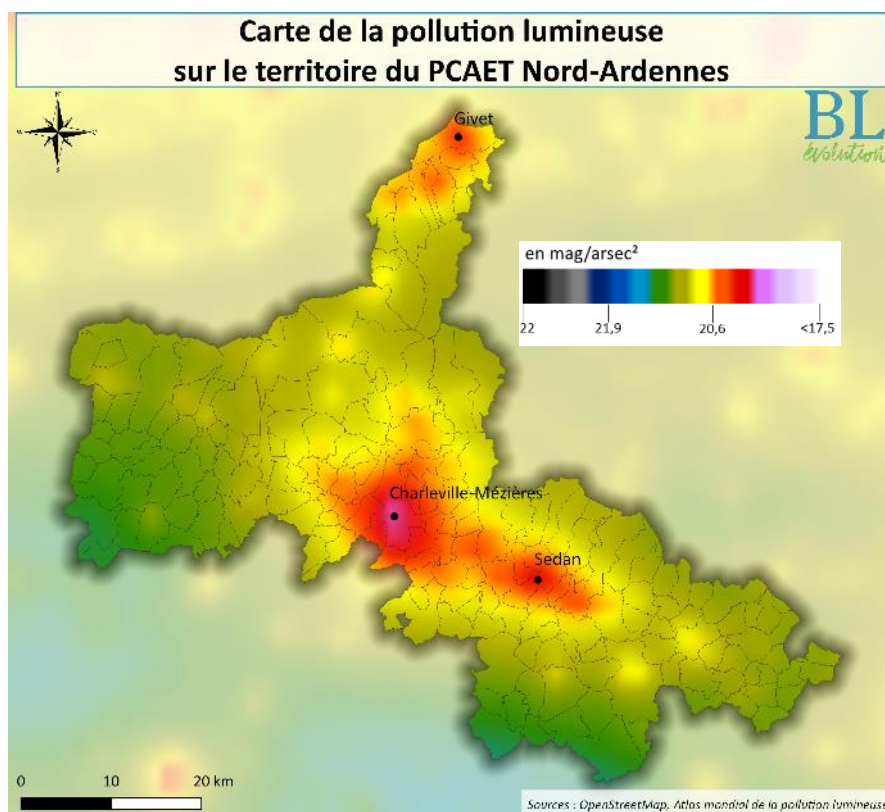 Carte de la pollution lumineuse
sur le territoire du PCAET Nord-Ardennes
N
BL
évolution
Givet
en mag/arsec²
22
21,9
20,6
<17,5
Charleville-Mézières
Sedan
0
10
20 km
Sources : OpenStreetMap, Atlas mondial de la pollution lumineuse